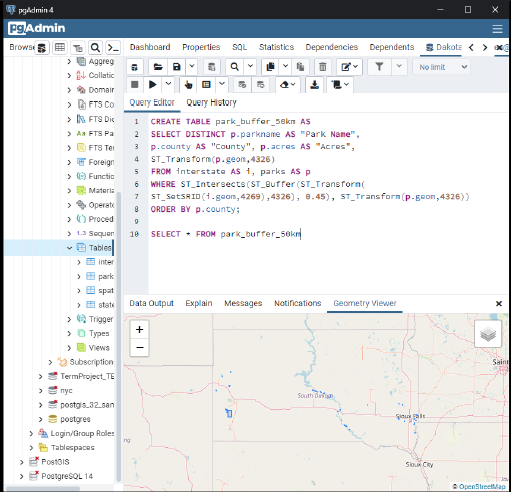 pgAdmin 4
pgAdmin
Browse
Dashboard Properties SQL Statistics Dependencies Dependents Dakota
No limit
Query Editor Query History
1 CREATE TABLE park_buffer_50km AS
2 SELECT DISTINCT p.parkname AS "Park Name",
3 p.county AS "County", p.acres AS "Acres",
4 ST_Transform(p.geom,4326)
5 FROM interstate AS i, parks AS p
6 WHERE ST_Intersects(ST_Buffer(ST_Transform(
7 ST_SetSRID(i.geom,4269),4326), 0.45), ST_Transform(p.geom,4326))
8 ORDER BY p.county;
9
10 SELECT * FROM park_buffer_50km
Aggreg
Collatic
Domain
FTS Co
FTS Dic
FTS Pa
FTS Te
Foreign
Functio
Materia
Operato
Proced
1..3 Sequen
Tables
inter
park
spat
state
Trigger
Types
Views
Subscription
TermProject_TE
nyc
postgis_32_san
postgres
Login/Group Roles
Tablespaces
PostGIS
PostgreSQL 14
Data Output Explain Messages Notifications Geometry Viewer
+
−
South Dakota
Sioux Falls
Sioux City
Saint
© OpenStreetMap